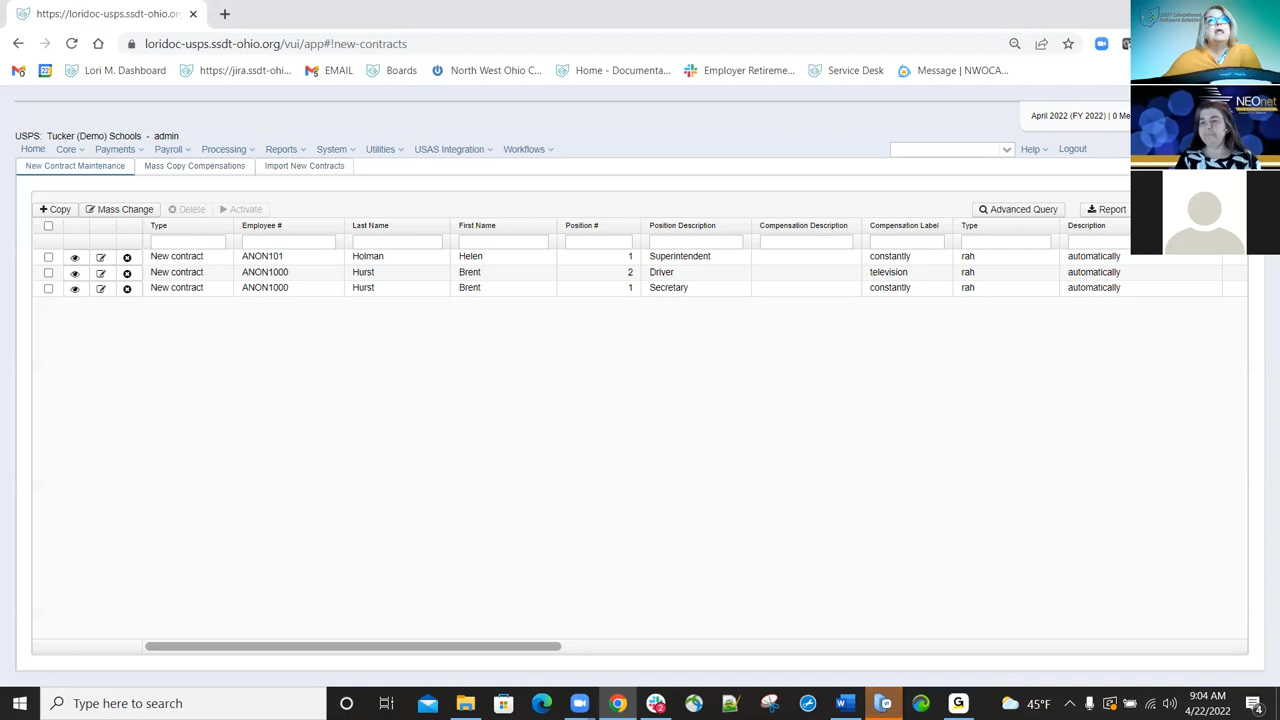 https://loridoc-usps.ssdt-ohio.or
loridoc-usps.ssdt-ohio.org/vui/app#!new-contracts
Lori M. Dashboard
https://jira.ssdt-ohi...
EMAIL
Boards
North West Ohio C...
Home - Documenta...
Employer Retireme...
Service Desk
Messag... NWOCA...
NEOnet
April 2022 (FY 2022) | 0 Me
USPS: Tucker (Demo) Schools - admin
Home Core Payments Payroll Processing Reports System Utilities USAS Integration Workflows Help Logout
New Contract Maintenance Mass Copy Compensations Import New Contracts
Copy Mass Change Delete Activate Advanced Query Report
Type Employee # Last Name First Name Position # Position Description Compensation Description Compensation Label Type Description
New contract ANON101 Holman Helen 1 Superintendent constantly rah automatically
New contract ANON1000 Hurst Brent 2 Driver television rah automatically
New contract ANON1000 Hurst Brent 1 Secretary constantly rah automatically
Type here to search
45°F
9:04 AM
4/22/2022
4